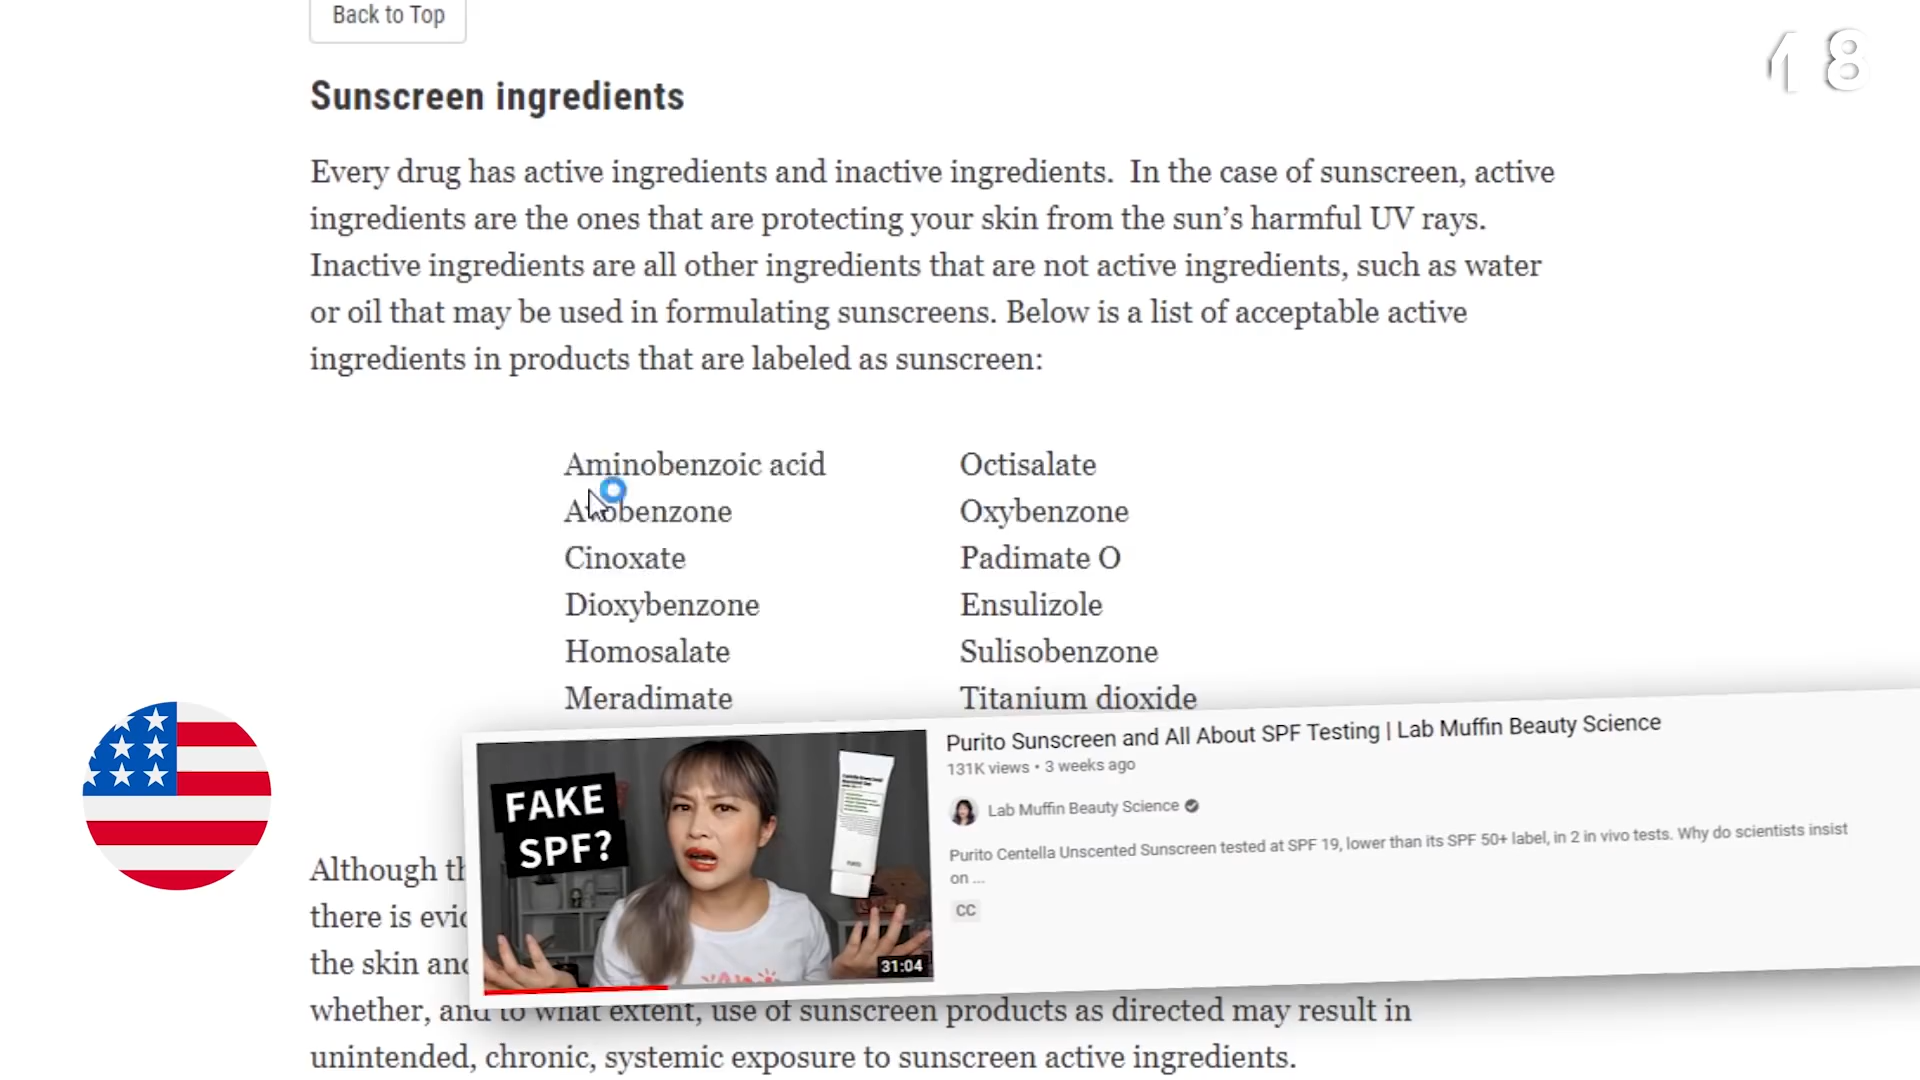 Back to Top
18
Sunscreen ingredients
Every drug has active ingredients and inactive ingredients. In the case of sunscreen, active
ingredients are the ones that are protecting your skin from the sun's harmful UV rays.
Inactive ingredients are all other ingredients that are not active ingredients, such as water
or oil that may be used in formulating sunscreens. Below is a list of acceptable active
ingredients in products that are labeled as sunscreen:
Aminobenzoic acid
Avobenzone
Cinoxate
Dioxybenzone
Homosalate
Meradimate
Octisalate
Oxybenzone
Padimate O
Ensulizole
Sulisobenzone
Titanium dioxide
FAKE
SPF?
31:04
Purito Sunscreen and All About SPF Testing | Lab Muffin Beauty Science
131K views • 3 weeks ago
Lab Muffin Beauty Science
Purito Centella Unscented Sunscreen tested at SPF 19, lower than its SPF 50+ label, in 2 in vivo tests. Why do scientists insist
on ...
CC
Although
there is
the skin
whether, and to what extent, use of sunscreen products as directed may result in
unintended, chronic, systemic exposure to sunscreen active ingredients.